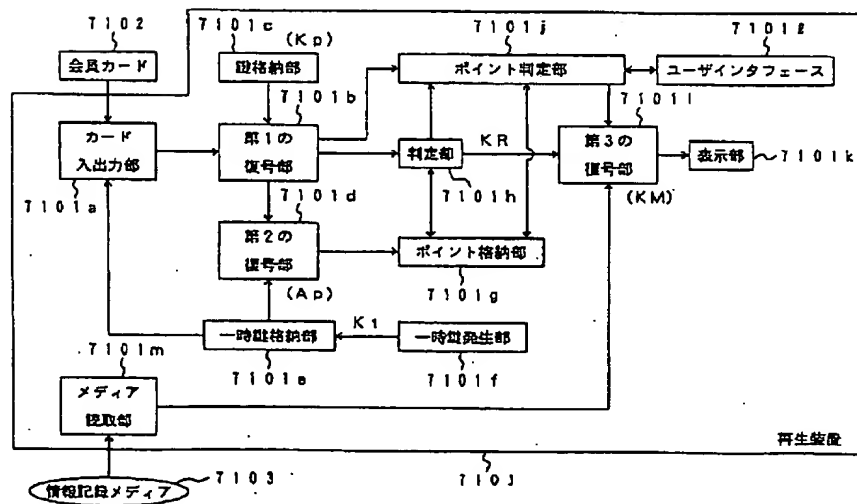 7102
7101c
(Kp)
7101j
7101ℓ
会員カード
鍵格納部
ポイント判定部
ユーザインタフェース
7101b
7101i
カード
入出力部
第1の
復号部
判定部
KR
第3の
復号部
表示部
7101k
7101a
7101d
7101h
(KM)
第2の
復号部
ポイント格納部
(Ap)
7101g
7101m
一時鍵格納部
K1
一時鍵発生部
メディア
読取部
7101e
7101f
再生装置
7103
7101
情報記録メディア